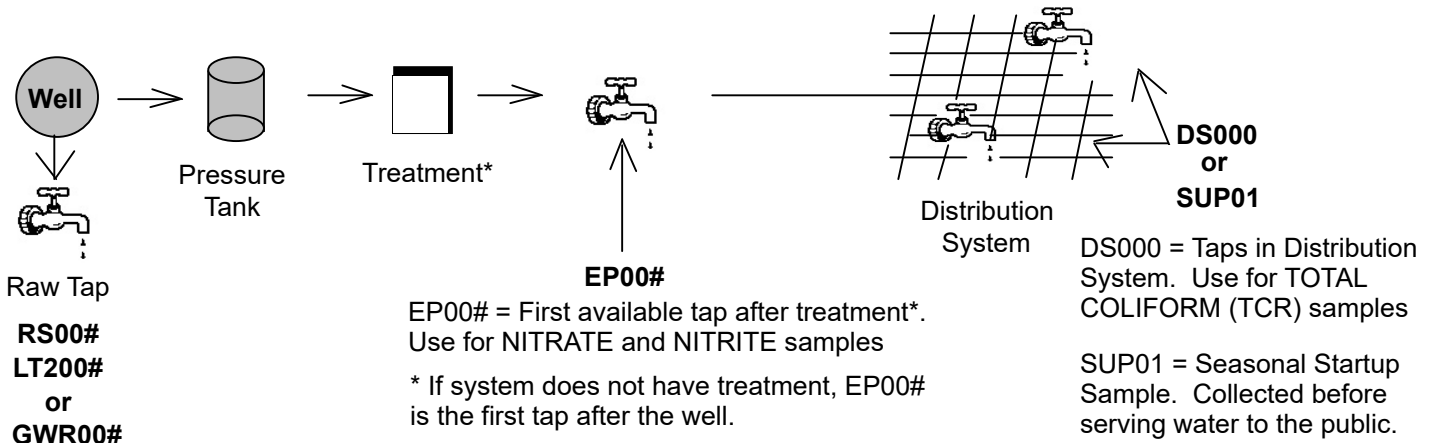 Well
Raw Tap
RS00#
LT200#
or
GWR00#
Pressure
Tank
Treatment*
EP00#
EP00# = First available tap after treatment*.
Use for NITRATE and NITRITE samples
* If system does not have treatment, EP00#
is the first tap after the well.
Distribution
System
DS000
or
SUP01
DS000 = Taps in Distribution
System. Use for TOTAL
COLIFORM (TCR) samples
SUP01 = Seasonal Startup
Sample. Collected before
serving water to the public.